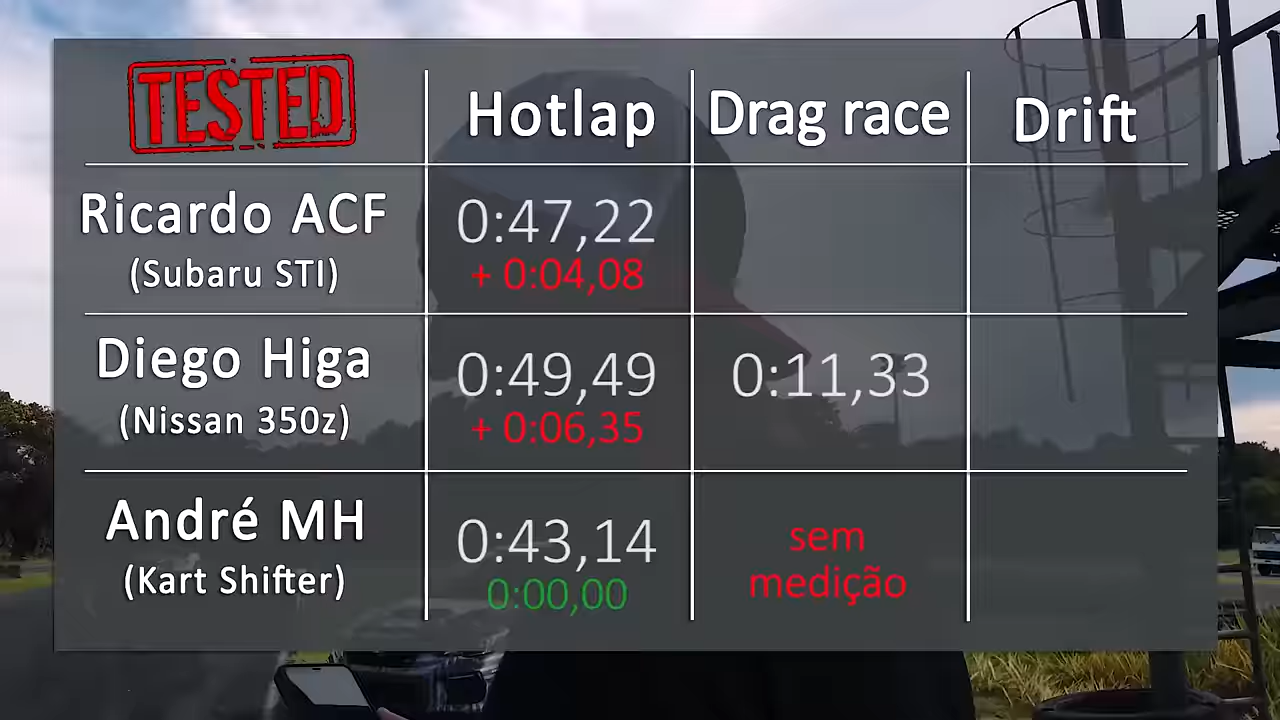 TESTED
Hotlap
Drag race
Drift
Ricardo ACF
(Subaru STI)
0:47,22
+ 0:04,08
Diego Higa
(Nissan 350z)
0:49,49
+ 0:06,35
0:11,33
André MH
(Kart Shifter)
0:43,14
0:00,00
sem
medição